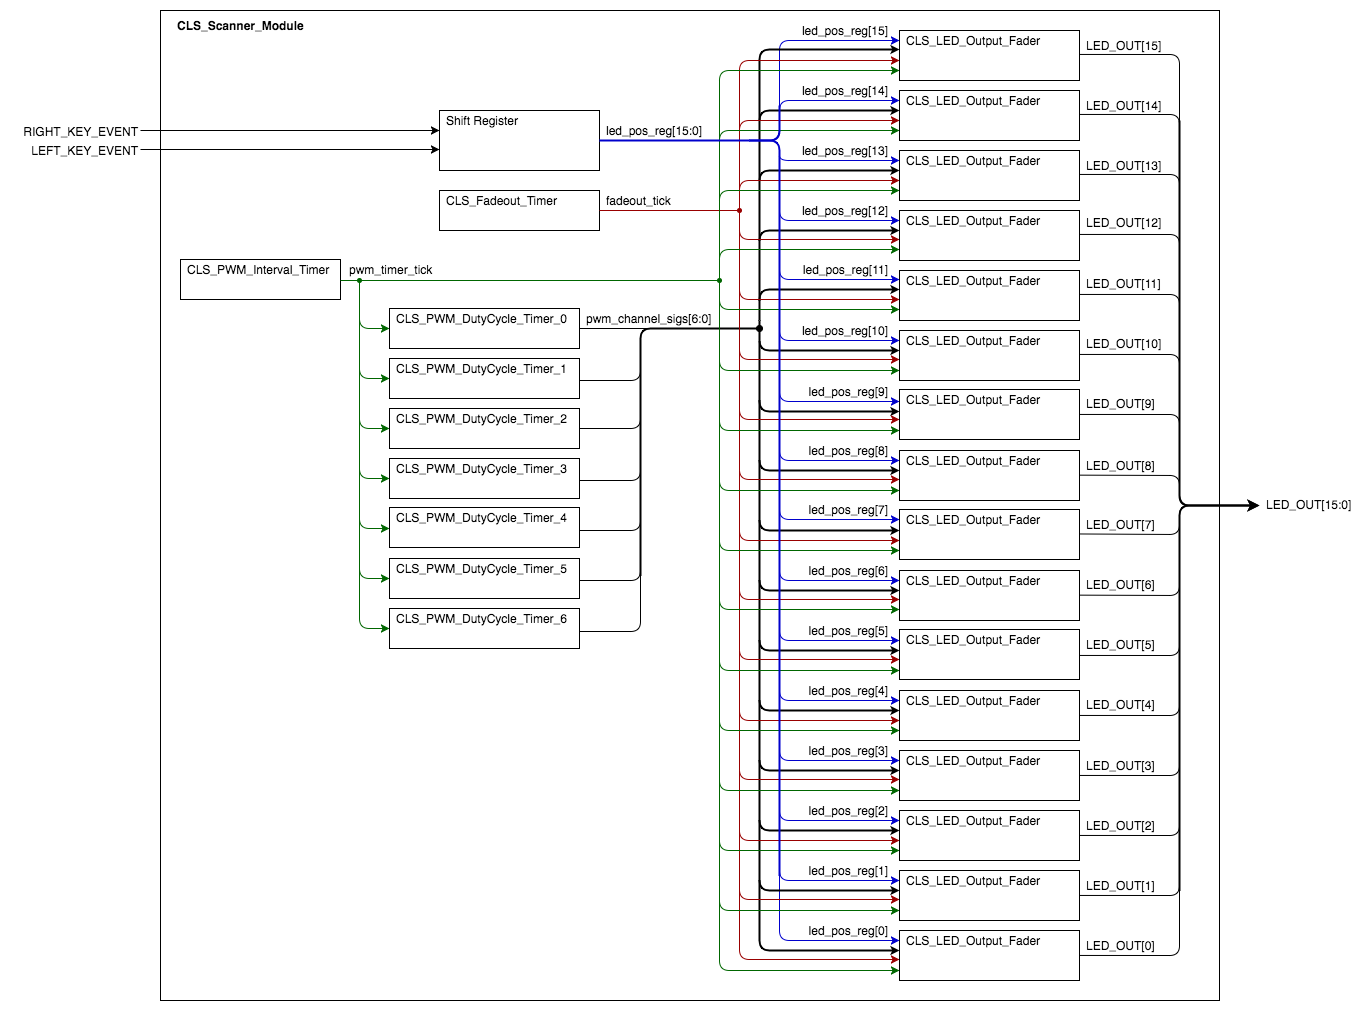 CLS_Scanner_Module
RIGHT_KEY_EVENT
LEFT_KEY_EVENT
Shift Register
led_pos_reg[15:0]
CLS_Fadeout_Timer
fadeout_tick
CLS_PWM_Interval_Timer
pwm_timer_tick
CLS_PWM_DutyCycle_Timer_0
pwm_channel_sigs[6:0]
CLS_PWM_DutyCycle_Timer_1
CLS_PWM_DutyCycle_Timer_2
CLS_PWM_DutyCycle_Timer_3
CLS_PWM_DutyCycle_Timer_4
CLS_PWM_DutyCycle_Timer_5
CLS_PWM_DutyCycle_Timer_6
led_pos_reg[15]
CLS_LED_Output_Fader
LED_OUT[15]
led_pos_reg[14]
CLS_LED_Output_Fader
LED_OUT[14]
led_pos_reg[13]
CLS_LED_Output_Fader
LED_OUT[13]
led_pos_reg[12]
CLS_LED_Output_Fader
LED_OUT[12]
led_pos_reg[11]
CLS_LED_Output_Fader
LED_OUT[11]
led_pos_reg[10]
CLS_LED_Output_Fader
LED_OUT[10]
led_pos_reg[9]
CLS_LED_Output_Fader
LED_OUT[9]
led_pos_reg[8]
CLS_LED_Output_Fader
LED_OUT[8]
led_pos_reg[7]
CLS_LED_Output_Fader
LED_OUT[7]
led_pos_reg[6]
CLS_LED_Output_Fader
LED_OUT[6]
led_pos_reg[5]
CLS_LED_Output_Fader
LED_OUT[5]
led_pos_reg[4]
CLS_LED_Output_Fader
LED_OUT[4]
led_pos_reg[3]
CLS_LED_Output_Fader
LED_OUT[3]
led_pos_reg[2]
CLS_LED_Output_Fader
LED_OUT[2]
led_pos_reg[1]
CLS_LED_Output_Fader
LED_OUT[1]
led_pos_reg[0]
CLS_LED_Output_Fader
LED_OUT[0]
LED_OUT[15:0]